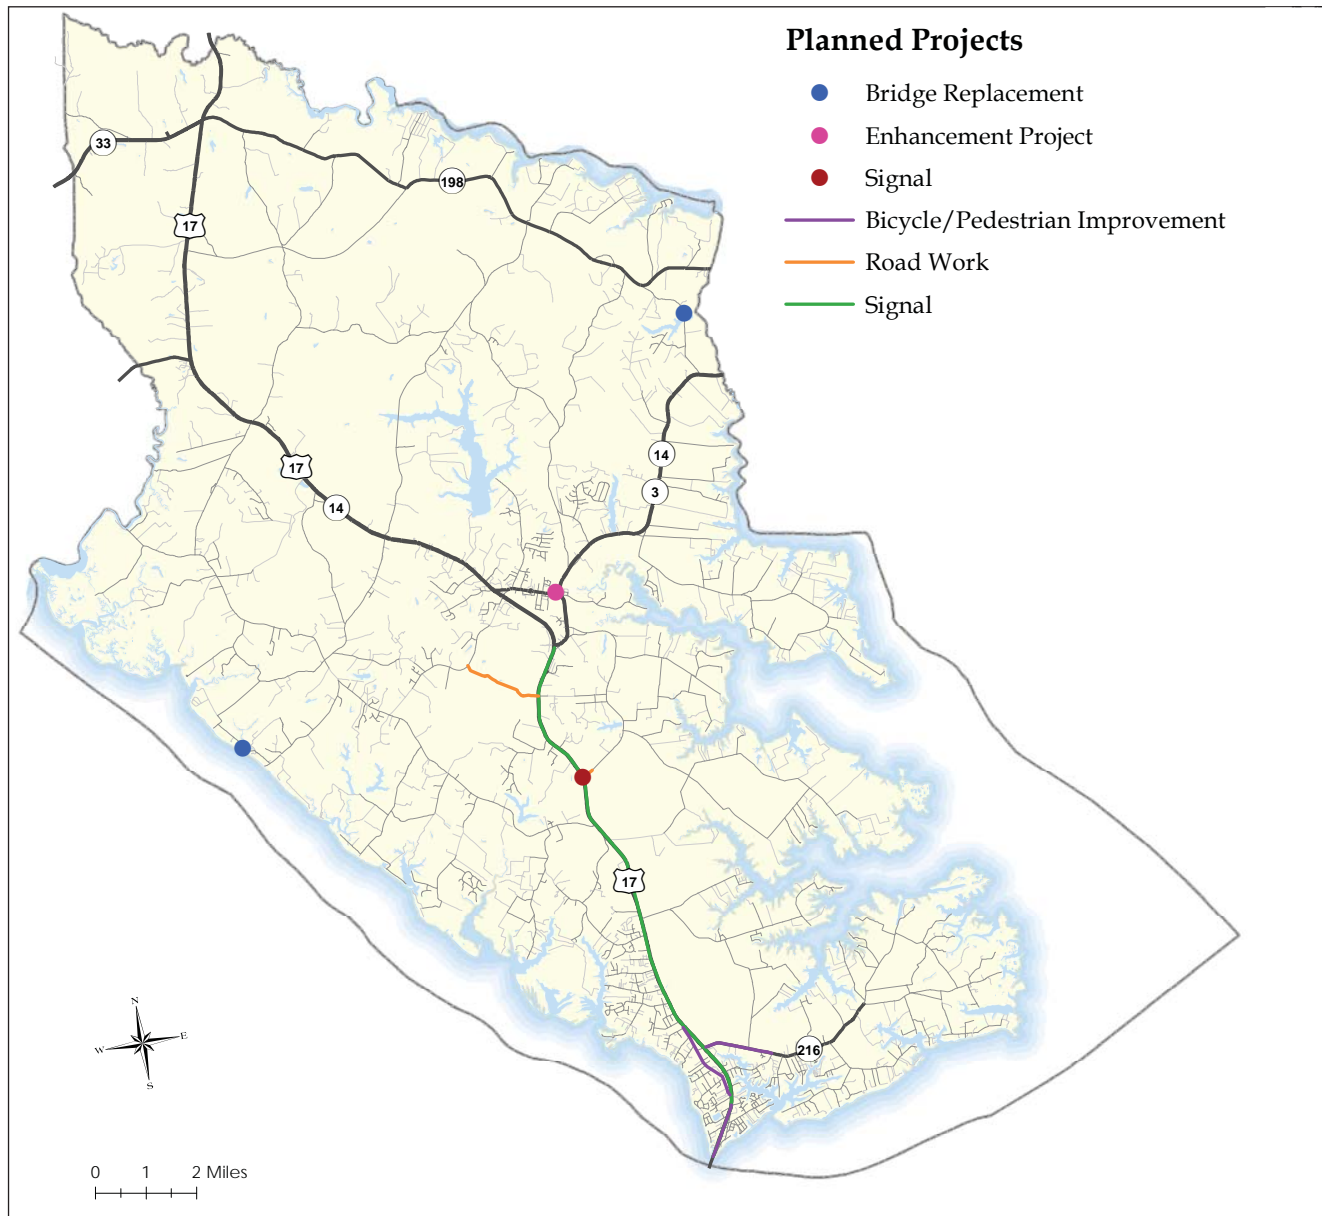 Planned Projects
Bridge Replacement
Enhancement Project
Signal
Bicycle/Pedestrian Improvement
Road Work
Signal
33
198
17
14
3
17
14
17
216
N
W
E
S
0 1 2 Miles